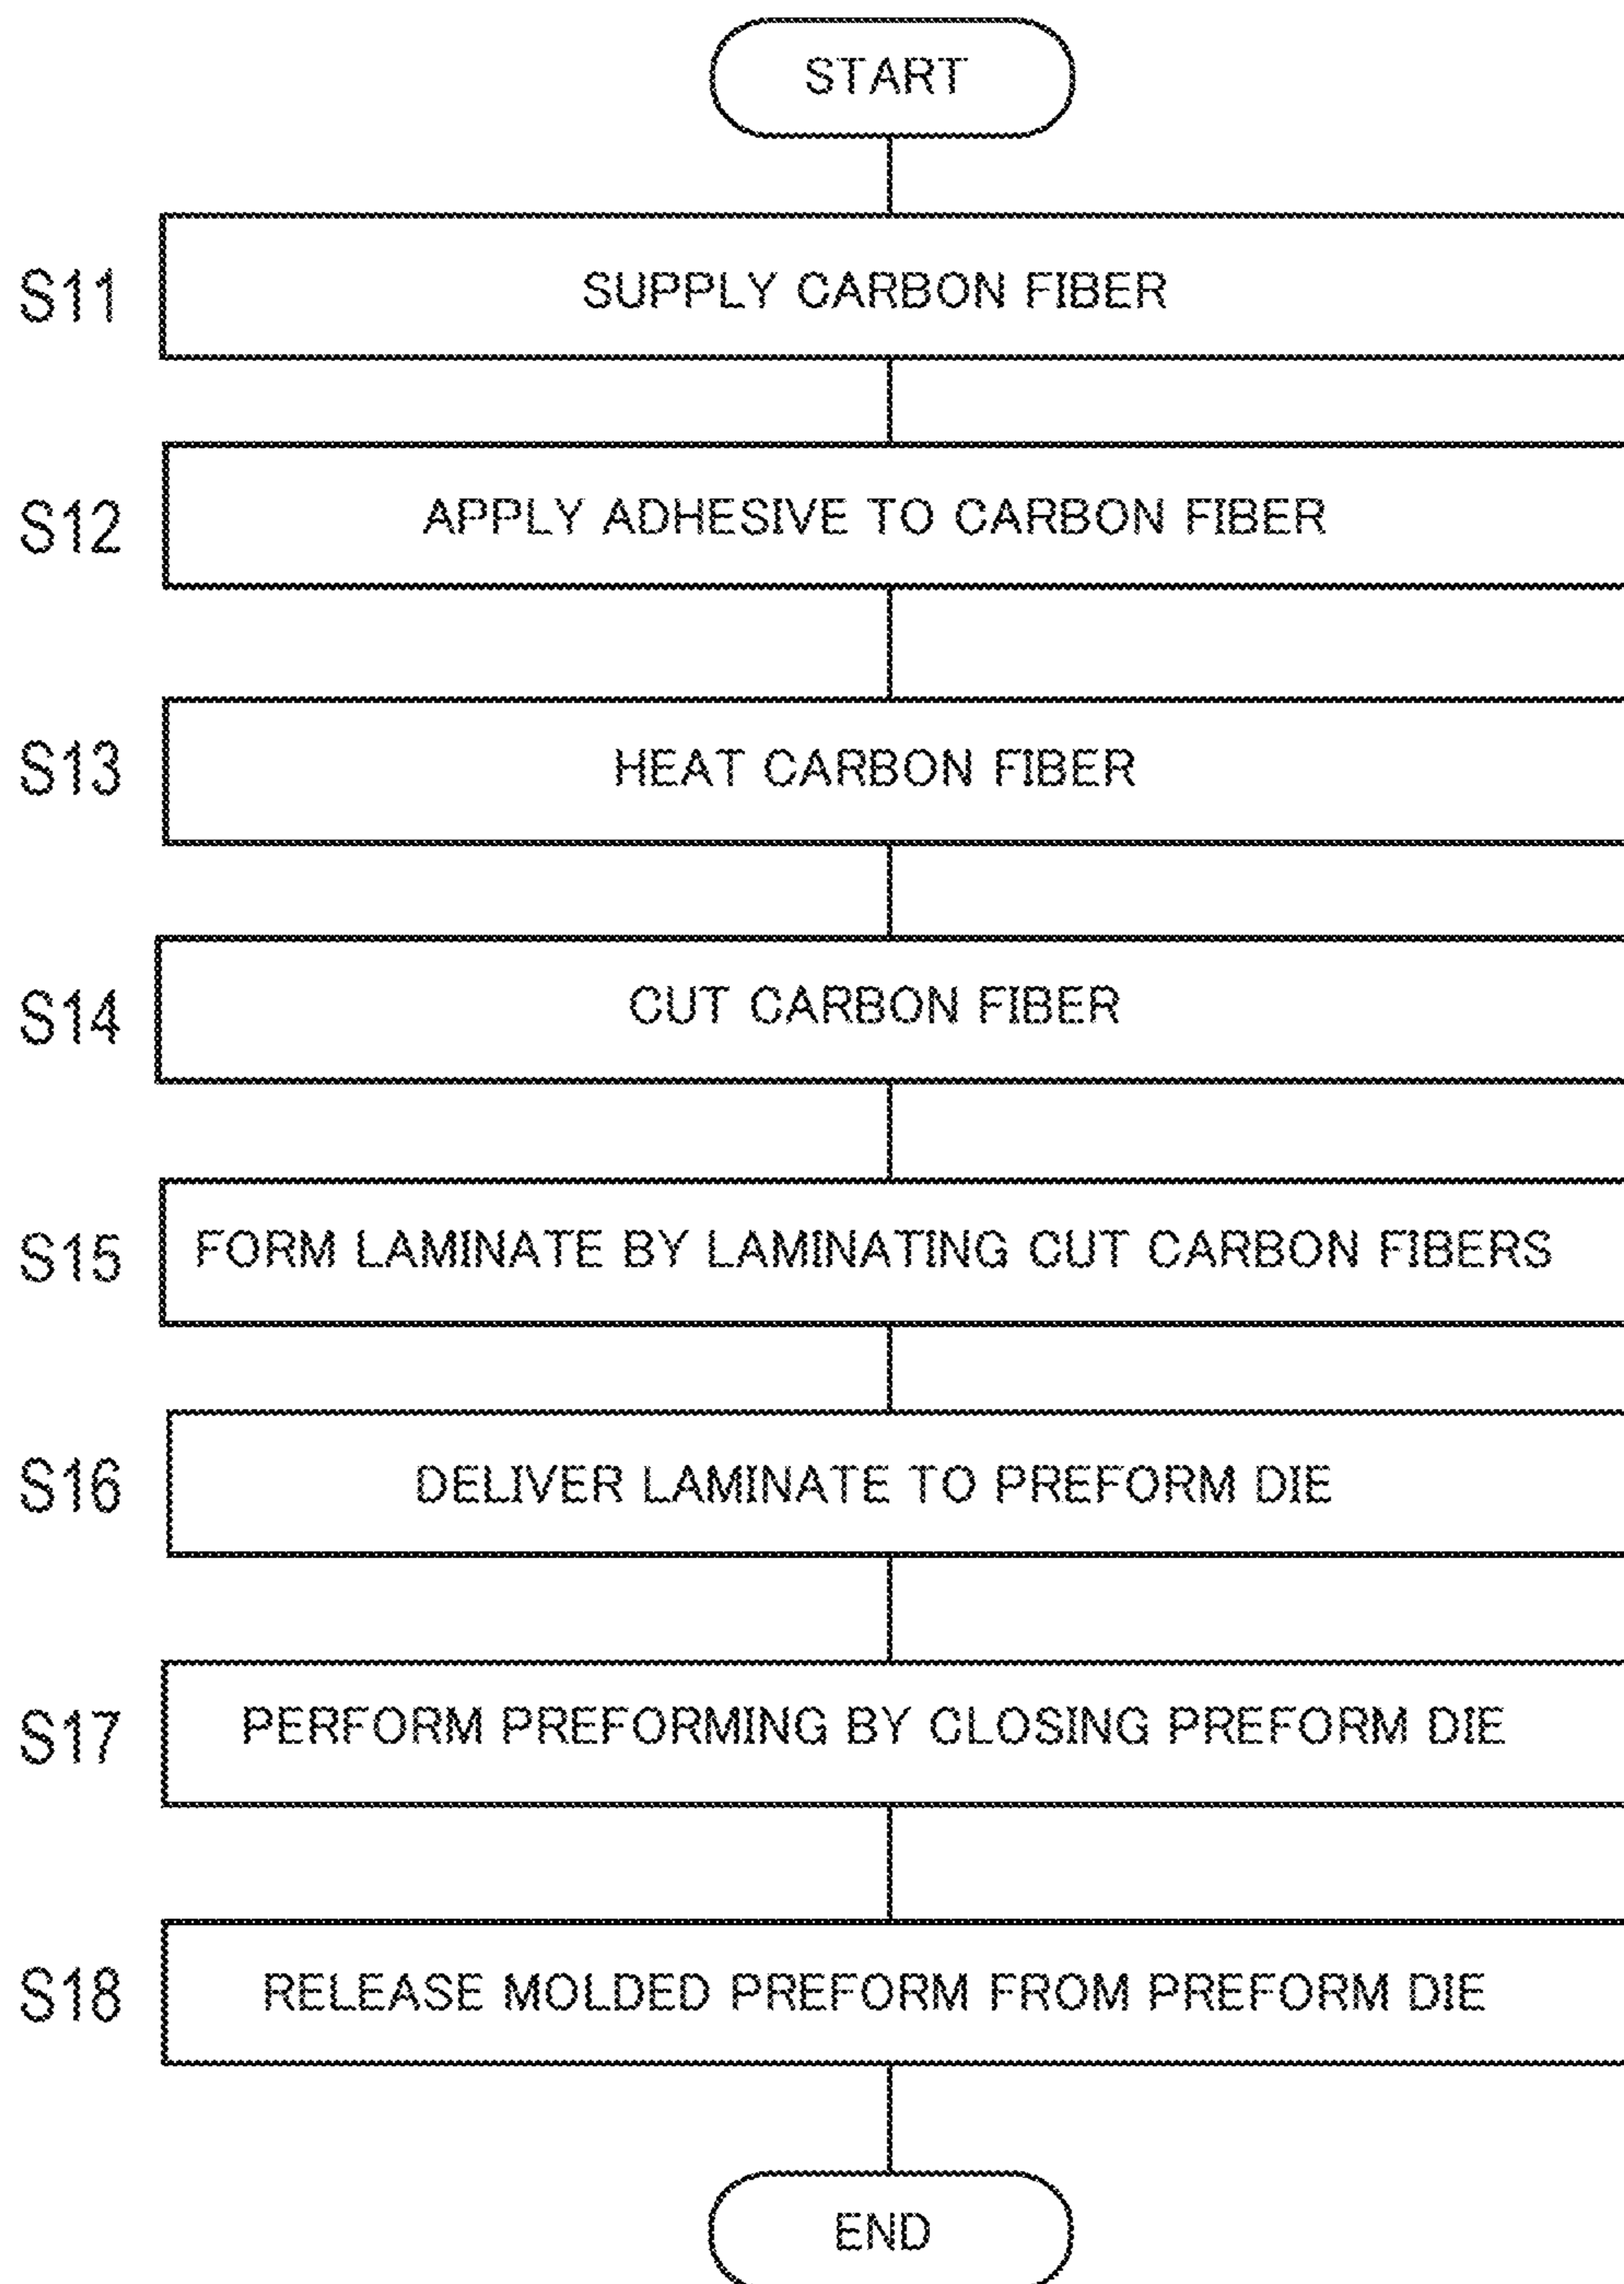 START
S11 SUPPLY CARBON FIBER
S12 APPLY ADHESIVE TO CARBON FIBER
S13 HEAT CARBON FIBER
S14 CUT CARBON FIBER
S15 FORM LAMINATE BY LAMINATING CUT CARBON FIBERS
S16 DELIVER LAMINATE TO PREFORM DIE
S17 PERFORM PREFORMING BY CLOSING PREFORM DIE
S18 RELEASE MOLDED PREFORM FROM PREFORM DIE
END